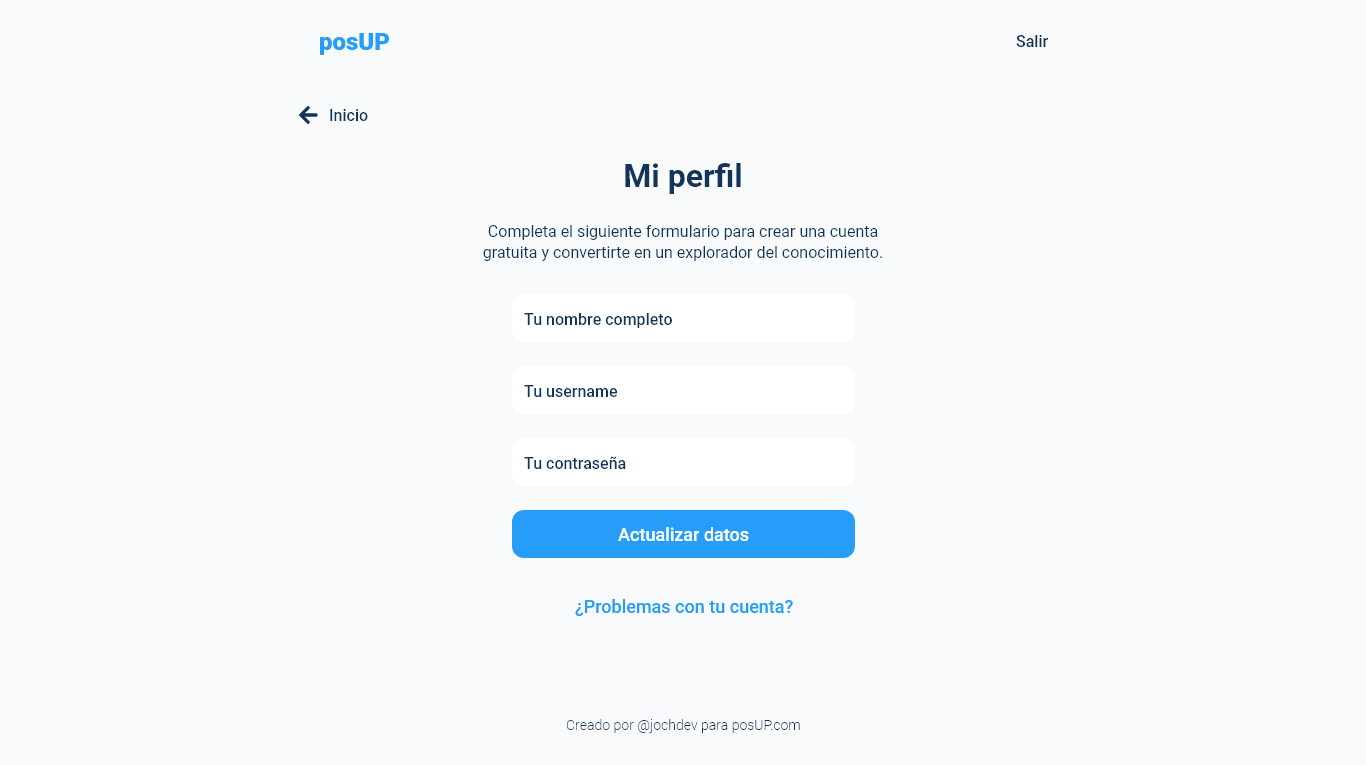 posUP
Salir
Inicio
Mi perfil
Completa el siguiente formulario para crear una cuenta
gratuita y convertirte en un explorador del conocimiento.
Tu nombre completo
Tu username
Tu contraseña
Actualizar datos
¿Problemas con tu cuenta?
Creado por @jochdev para posUP.com